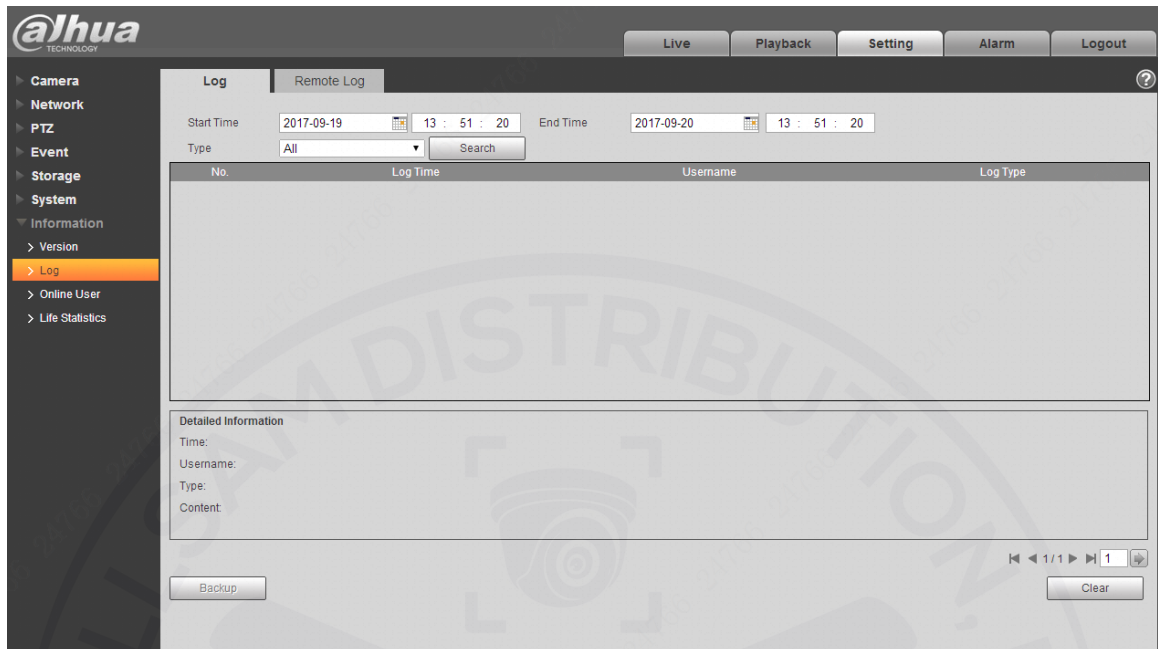 alhua
TECHNOLOGY
Live Playback Setting Alarm Logout
Camera
Network
PTZ
Event
Storage
System
Information
Version
Log
Online User
Life Statistics
Log Remote Log ?
Start Time 2017-09-19 13 : 51 : 20 End Time 2017-09-20 13 : 51 : 20
Type All Search
No. Log Time Username Log Type
Detailed Information
Time:
Username:
Type:
Content:
1/1 1
Backup Clear
DISTRIBUTION,